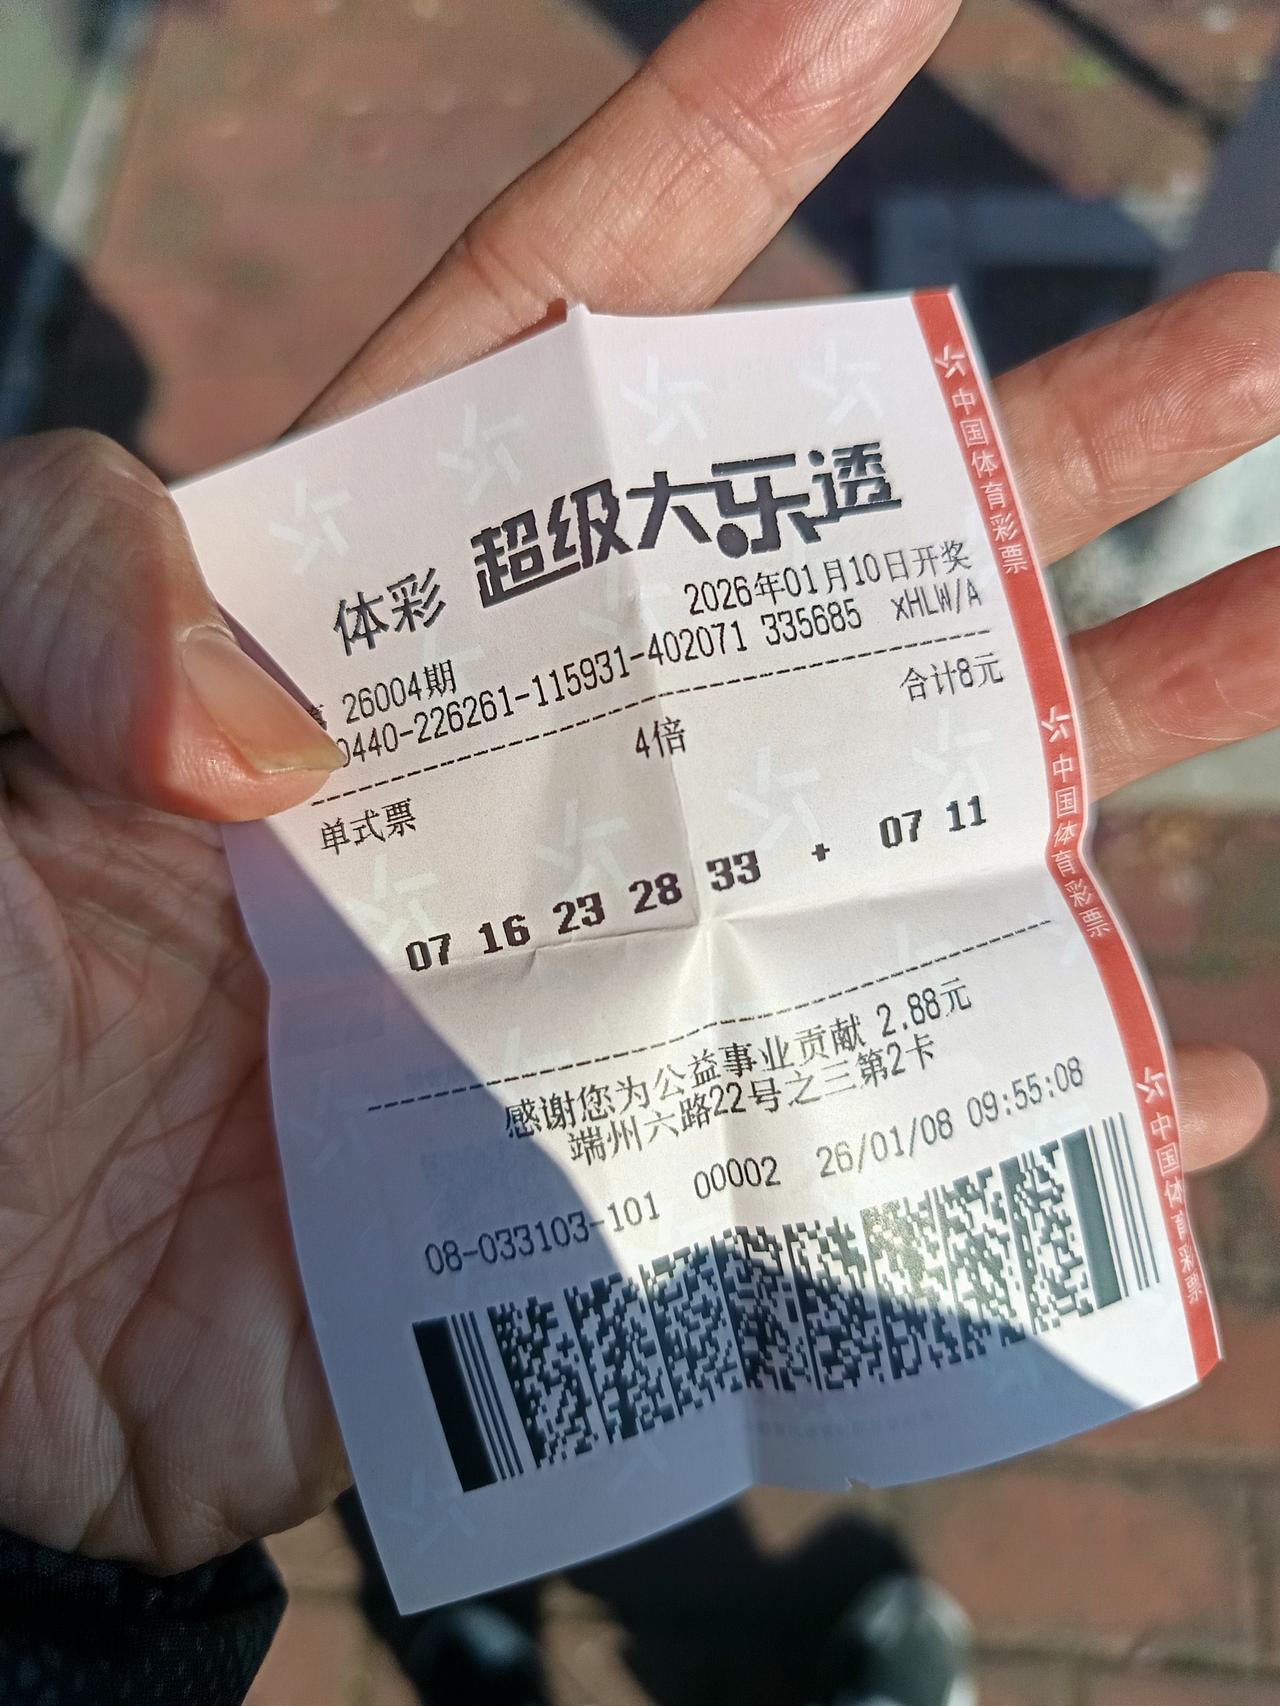 体彩 超级大乐透
26004期 2026年01月10日开奖
0440-226261-115931-402071 335685 xHLW/A
单式票 4倍 合计8元
07 16 23 28 33 + 07 11
感谢您为公益事业贡献 2.88元
端州六路22号之三第2卡
08-033103-101 00002 26/01/08 09:55:08
中国体育彩票
中国体育彩票
中国体育彩票